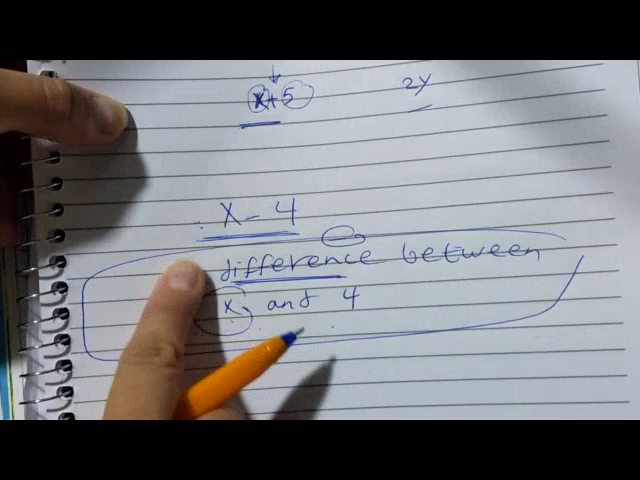 x+5
2y
x-4
difference between
x and 4